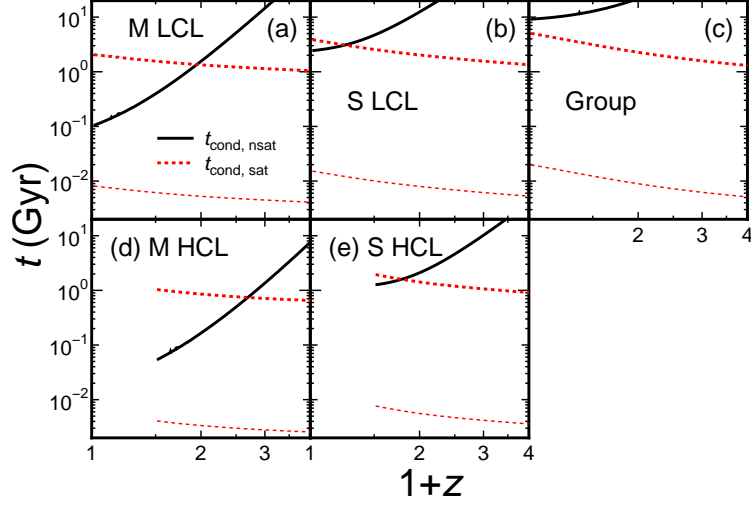 M LCL (a)
(b)
(c)
10^1
10^0
10^-1
10^-2
S LCL
Group
t_cond, nsat
t_cond, sat
2 3 4
t (Gyr)
(d) M HCL
(e) S HCL
10^1
10^0
10^-1
10^-2
1 2 3 1 2 3 4
1+z